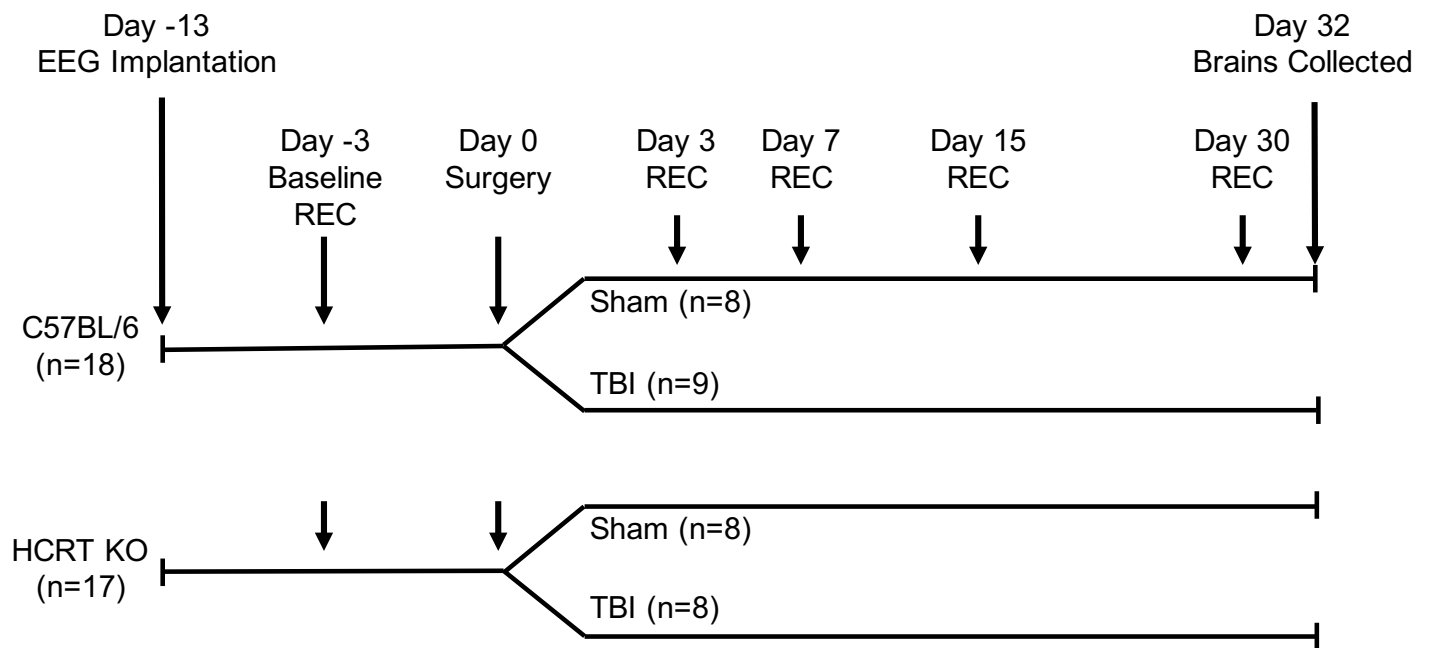 Day -13
EEG Implantation
Day 32
Brains Collected
Day -3
Baseline
REC
Day 0
Surgery
Day 3
REC
Day 7
REC
Day 15
REC
Day 30
REC
C57BL/6
(n=18)
Sham (n=8)
TBI (n=9)
HCRT KO
(n=17)
Sham (n=8)
TBI (n=8)